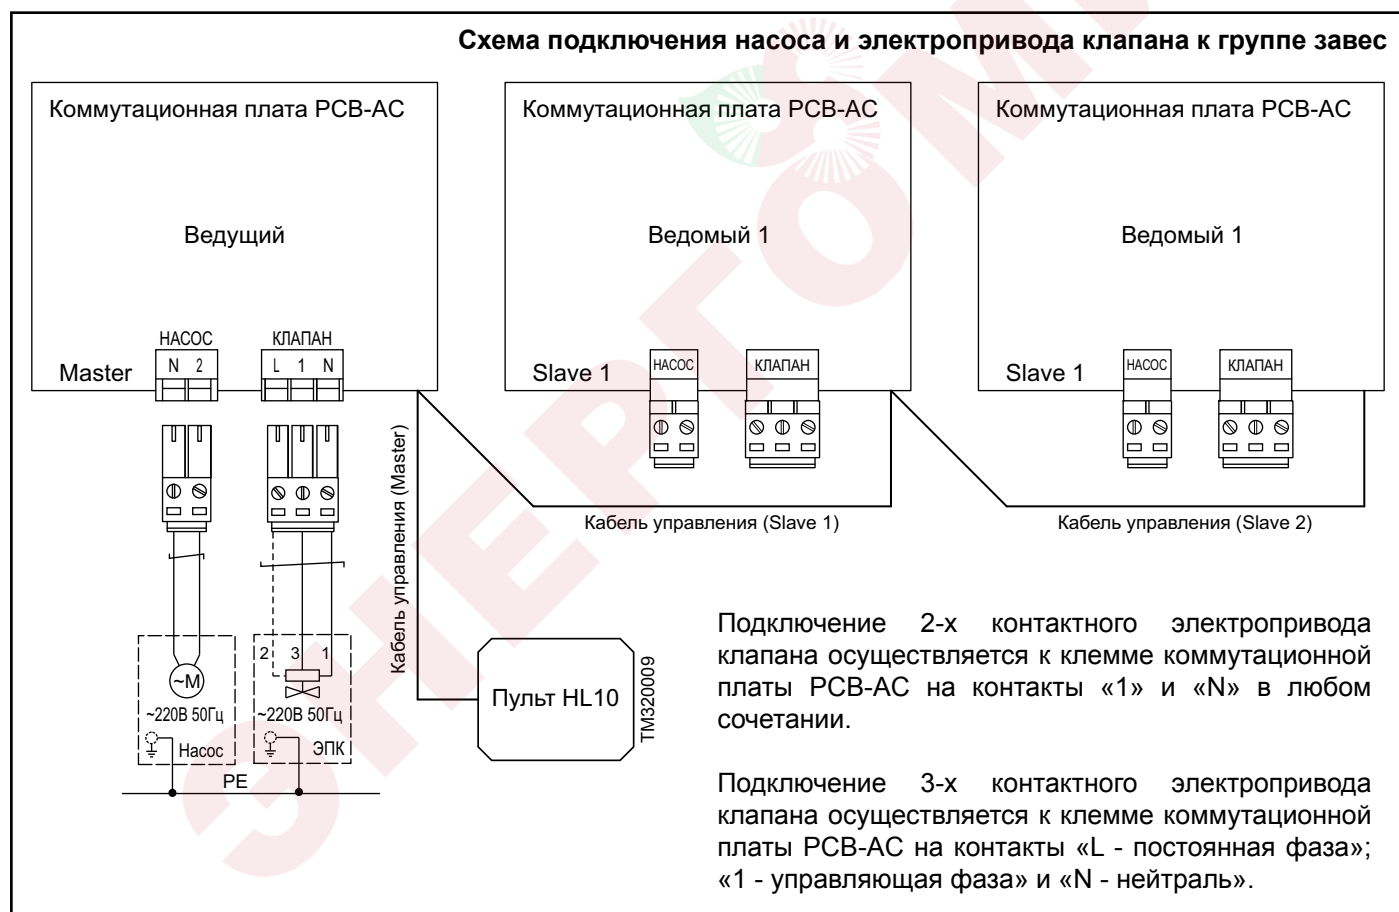 Схема подключения насоса и электропривода клапана к группе завес
Коммутационная плата PCB-AC
Ведущий
НАСОС
КЛАПАН
Master
N 2
L 1 N
Коммутационная плата PCB-AC
Ведомый 1
Slave 1
НАСОС
КЛАПАН
Коммутационная плата PCB-AC
Ведомый 1
Slave 1
НАСОС
КЛАПАН
Кабель управления (Master)
Кабель управления (Slave 1)
Кабель управления (Slave 2)
2 3 1
~М
~220В 50Гц
~220В 50Гц
Насос
ЭПК
PE
Пульт HL10
TM320009
Подключение 2-х контактного электропривода
клапана осуществляется к клемме коммутационной
платы PCB-AC на контакты «1» и «N» в любом
сочетании.
Подключение 3-х контактного электропривода
клапана осуществляется к клемме коммутационной
платы PCB-AC на контакты «L - постоянная фаза»;
«1 - управляющая фаза» и «N - нейтраль».
ЭНЕРГОМ